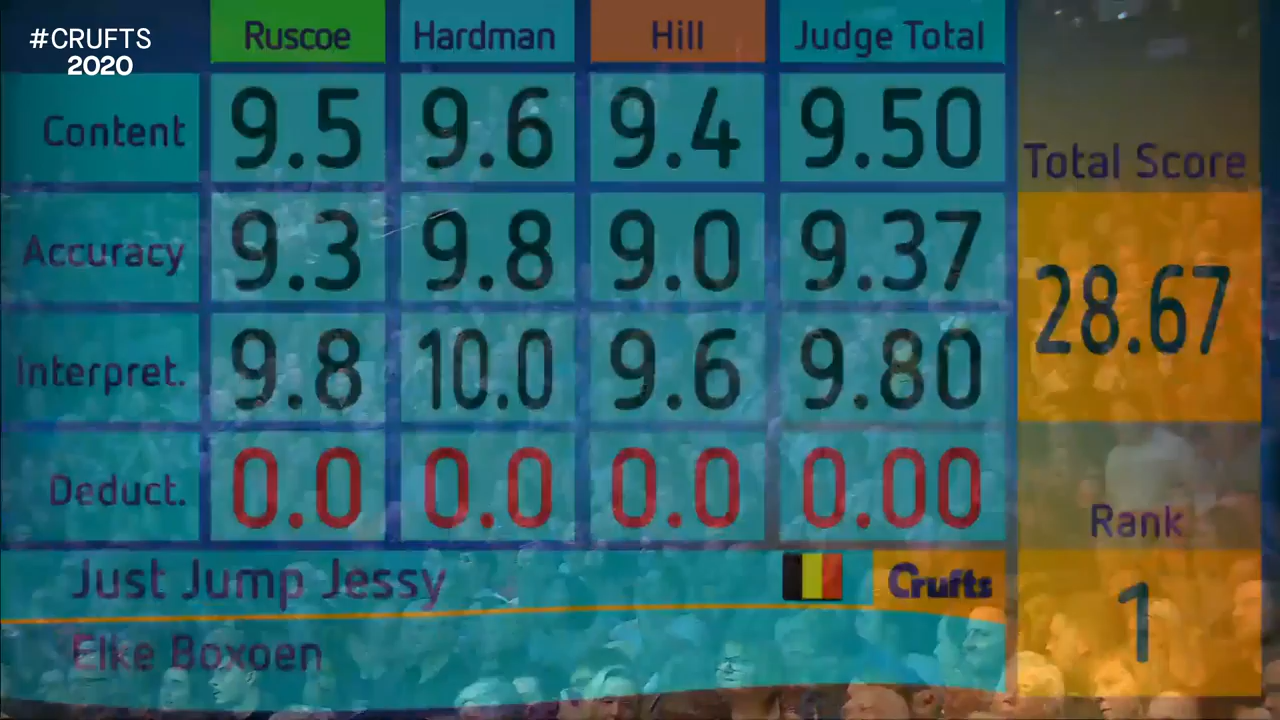 #CRUFTS
2020
Ruscoe Hardman Hill Judge Total
Content 9.5 9.6 9.4 9.50
Total Score
Accuracy 9.3 9.8 9.0 9.37
28.67
Interpret. 9.8 10.0 9.6 9.80
Deduct. 0.0 0.0 0.0 0.00
Rank
1
Just Jump Jessy Crufts
Elke Boxoen